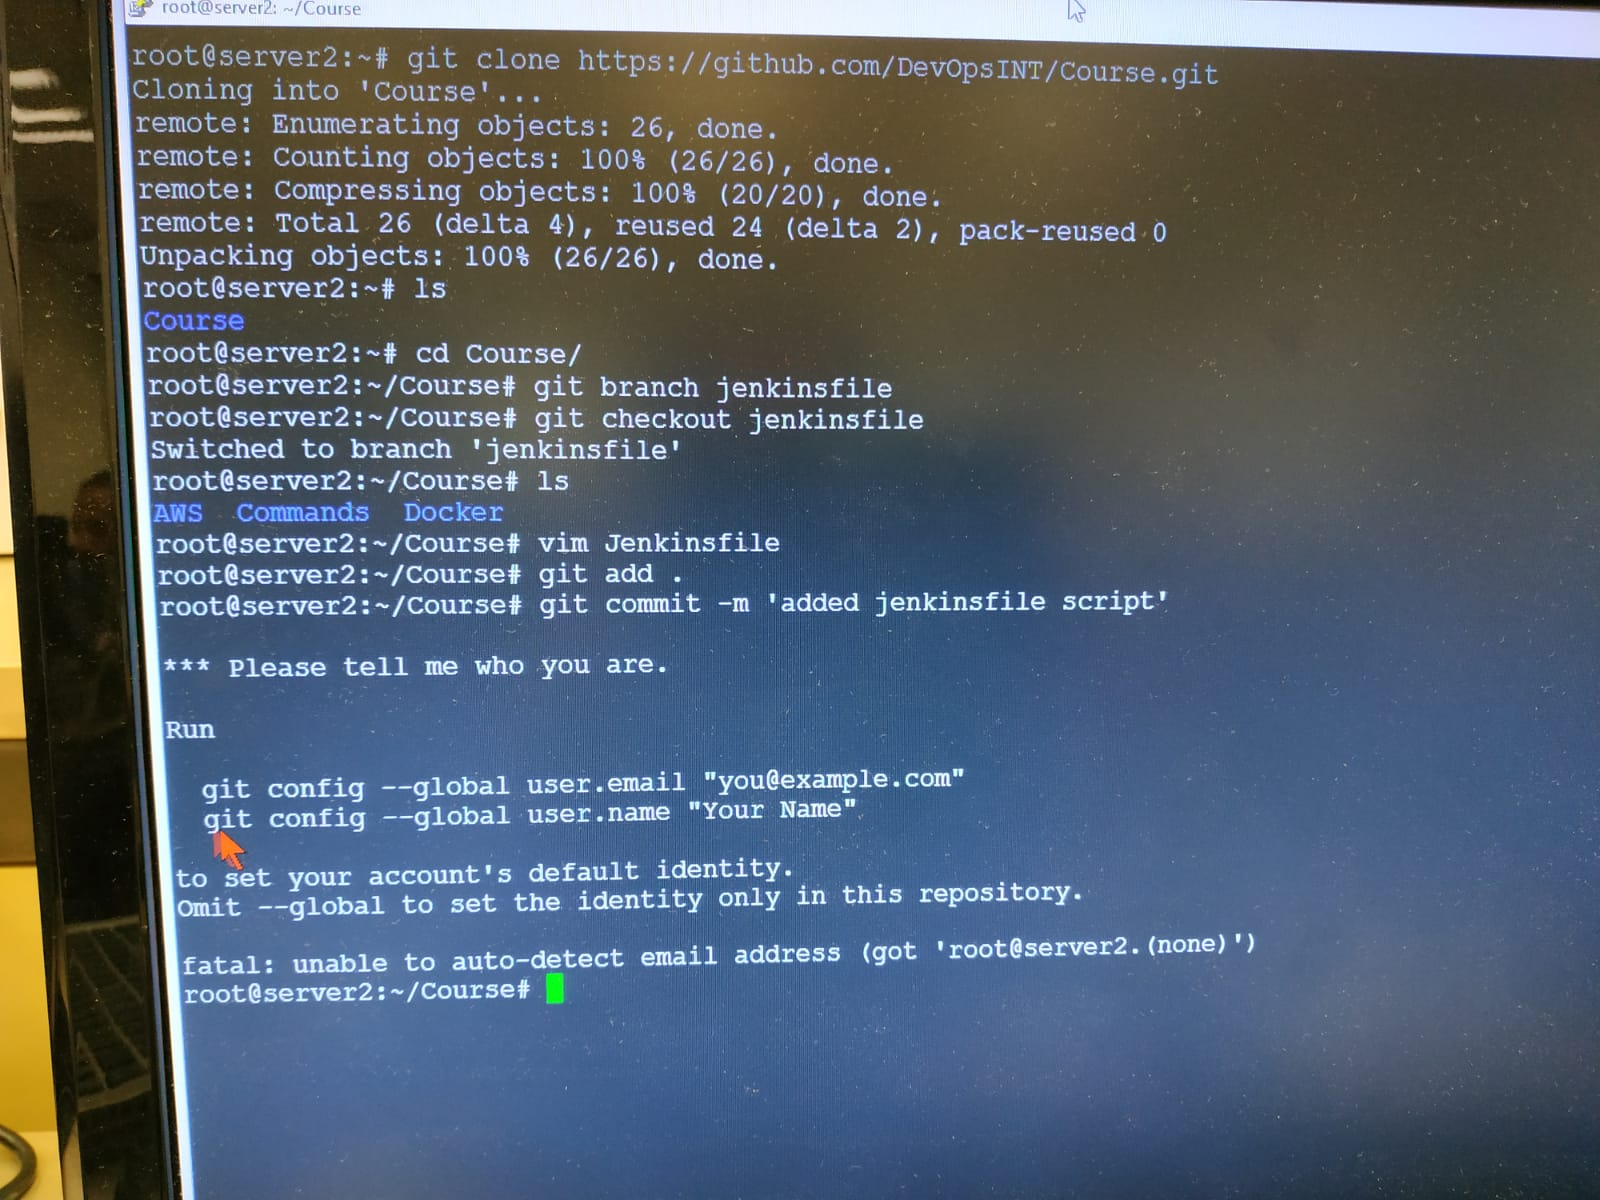 root@server2: ~/Course
root@server2:~# git clone https://github.com/DevOpsINT/Course.git
Cloning into 'Course'...
remote: Enumerating objects: 26, done.
remote: Counting objects: 100% (26/26), done.
remote: Compressing objects: 100% (20/20), done.
remote: Total 26 (delta 4), reused 24 (delta 2), pack-reused 0
Unpacking objects: 100% (26/26), done.
root@server2:~# ls
Course
root@server2:~# cd Course/
root@server2:~/Course# git branch jenkinsfile
root@server2:~/Course# git checkout jenkinsfile
Switched to branch 'jenkinsfile'
root@server2:~/Course# ls
AWS  Commands  Docker
root@server2:~/Course# vim Jenkinsfile
root@server2:~/Course# git add .
root@server2:~/Course# git commit -m 'added jenkinsfile script'
*** Please tell me who you are.
Run
  git config --global user.email "you@example.com"
  git config --global user.name "Your Name"
to set your account's default identity.
Omit --global to set the identity only in this repository.
fatal: unable to auto-detect email address (got 'root@server2.(none)')
root@server2:~/Course#